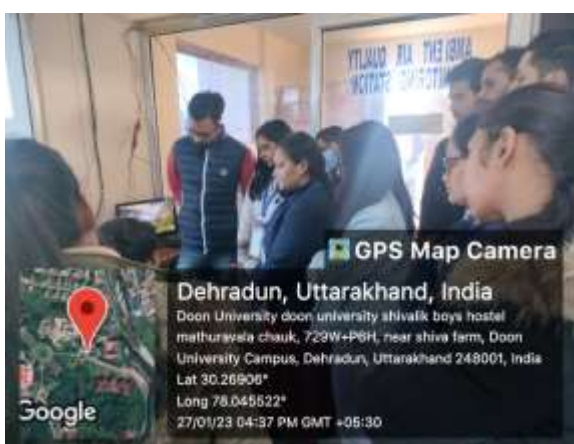 AMBIENT AIR QUALITY
MONITORING STATION
GPS Map Camera
Dehradun, Uttarakhand, India
Doon University doon university shivalik boys hostel
mathuravala chauk, 729W+P6H, near shiva farm, Doon
University Campus, Dehradun, Uttarakhand 248001, India
Lat 30.26906°
Long 78.045522°
27/01/23 04:37 PM GMT +05:30
Google